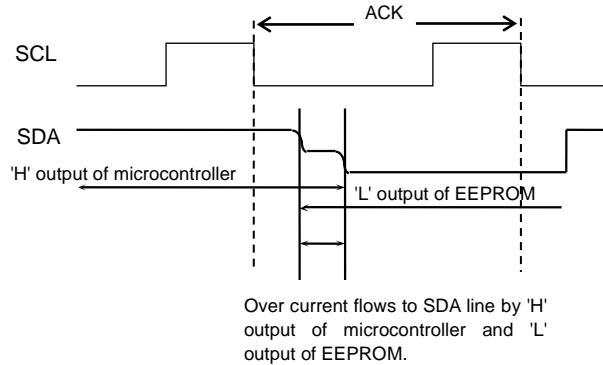 ACK
SCL
SDA
'H' output of microcontroller
'L' output of EEPROM
Over current flows to SDA line by 'H'
output of microcontroller and 'L'
output of EEPROM.